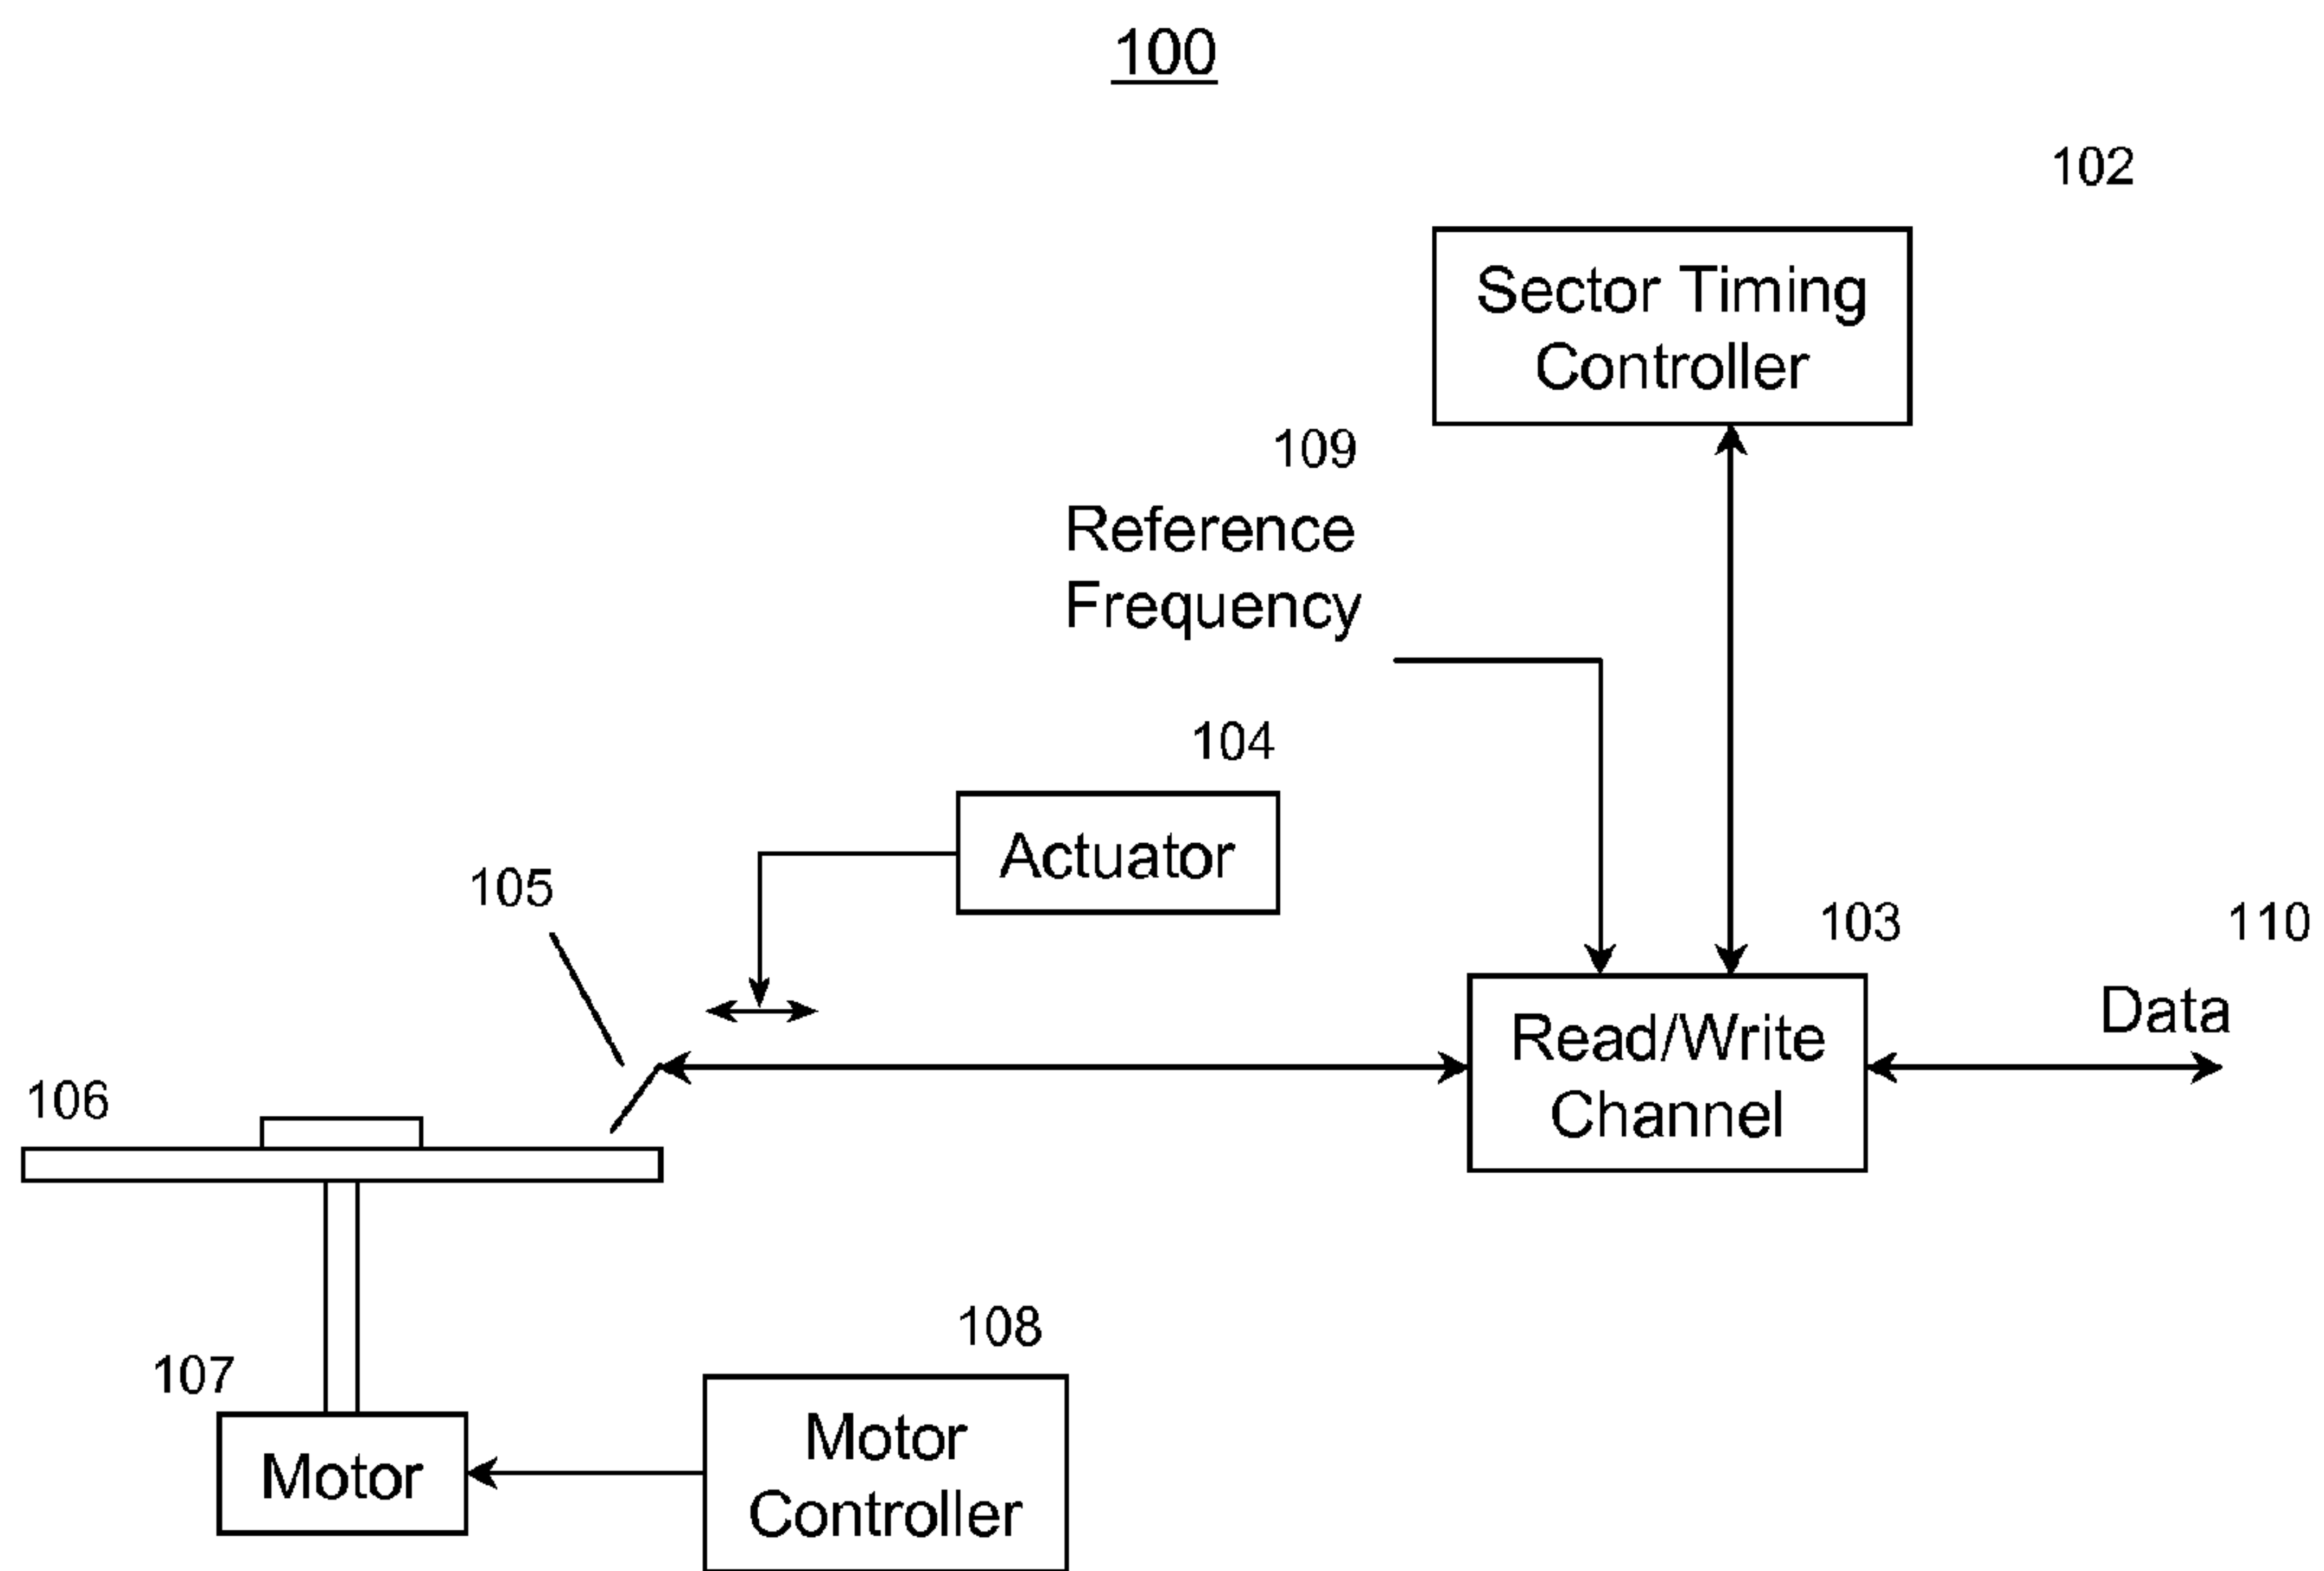 100
102
Sector Timing
Controller
109
Reference
Frequency
104
Actuator
105
103
110
Read/Write
Channel
Data
106
108
107
Motor
Motor
Controller